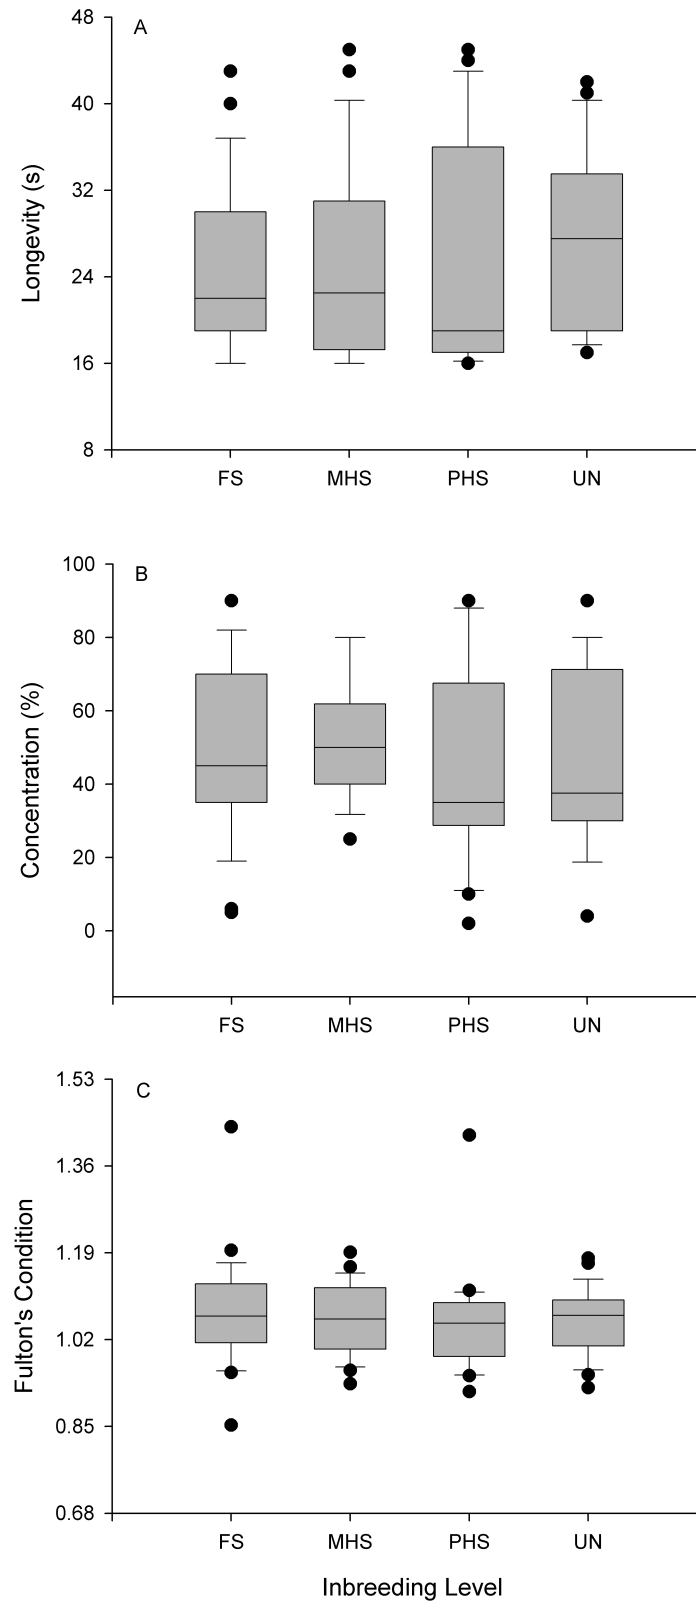 A
48
40
32
24
16
8
Longevity (s)
FS MHS PHS UN
B
100
80
60
40
20
0
Concentration (%)
FS MHS PHS UN
C
1.53
1.36
1.19
1.02
0.85
0.68
Fulton's Condition
FS MHS PHS UN
Inbreeding Level